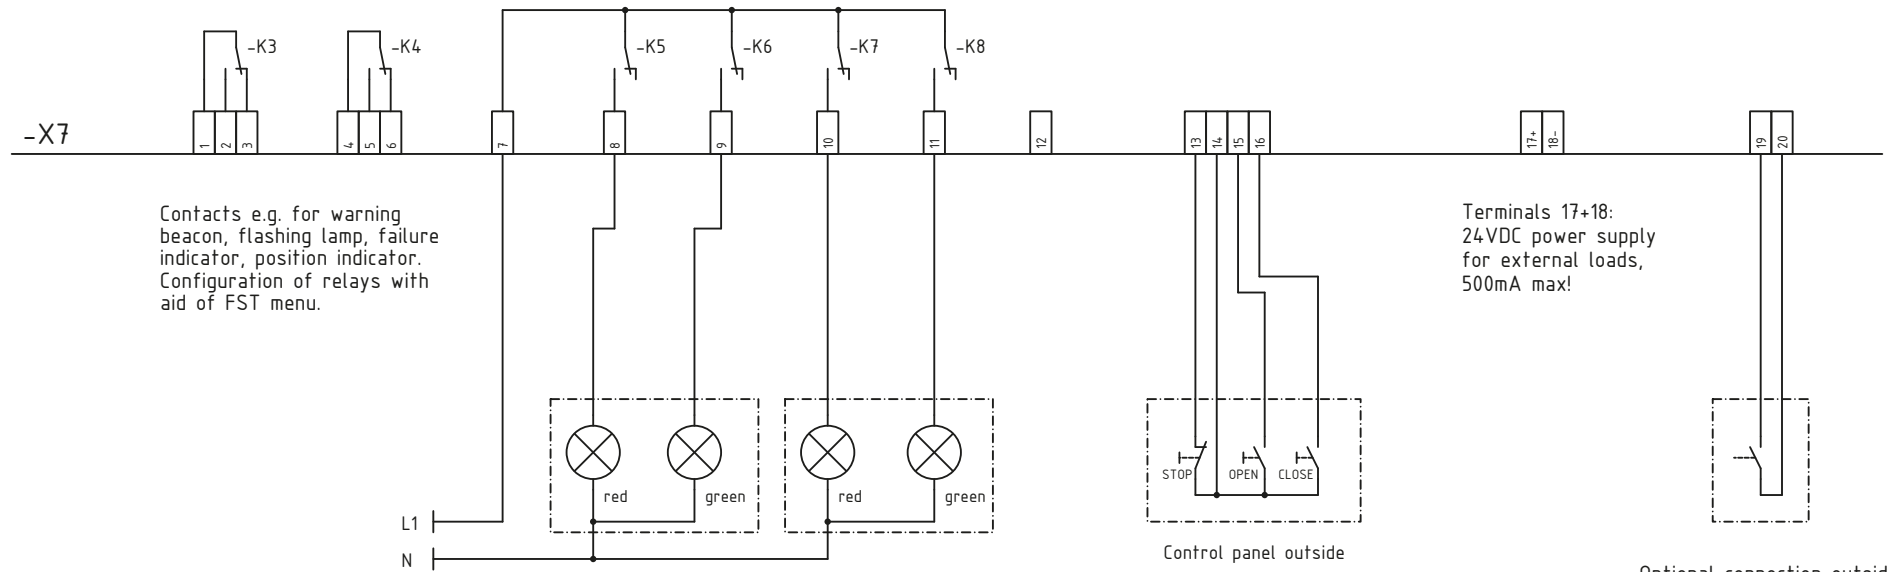 -K3
-K4
-K5
-K6
-K7
-K8
-X7
1
2
3
4
5
6
7
8
9
10
11
12
13
14
15
16
17+
18-
19
20
Contacts e.g. for warning
beacon, flashing lamp, failure
indicator, position indicator.
Configuration of relays with
aid of FST menu.
Terminals 17+18:
24VDC power supply
for external loads,
500mA max!
STOP
OPEN
CLOSE
red
green
red
green
L1
N
Control panel outside
Optional connection outsid